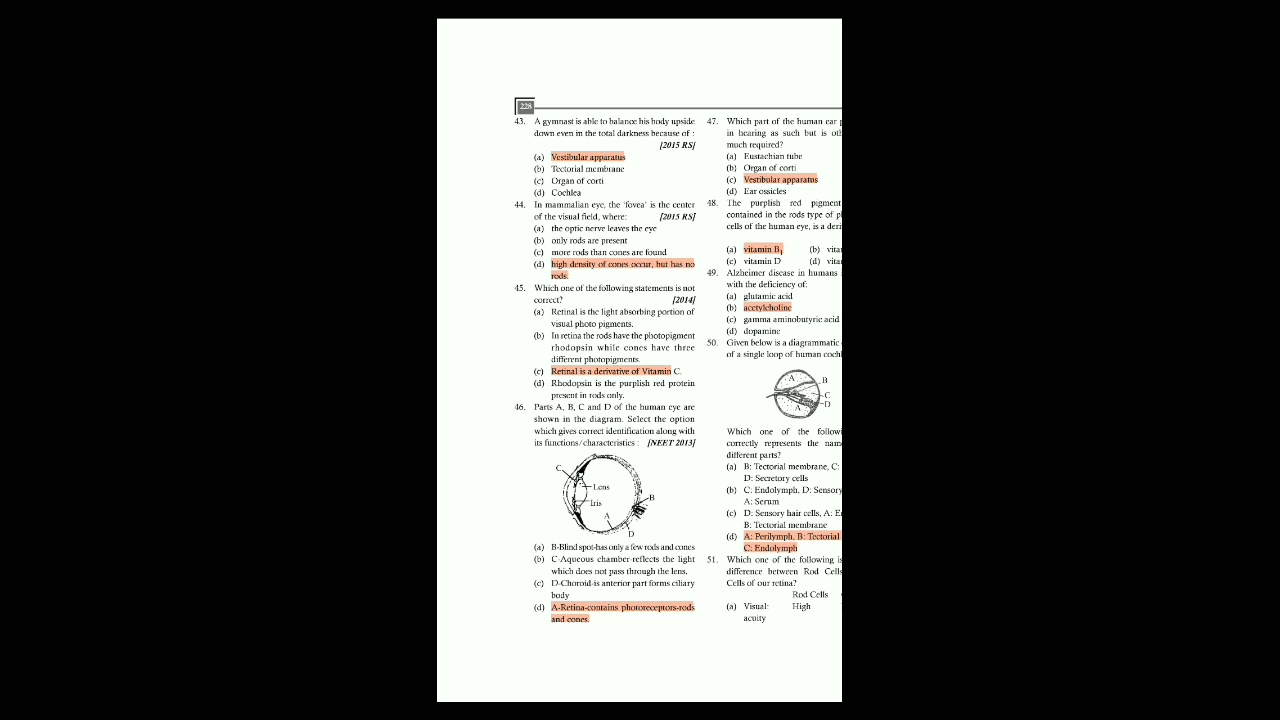 228
43. A gymnast is able to balance his body upside
down even in the total darkness because of :
[2015 RS]
(a) Vestibular apparatus
(b) Tectorial membrane
(c) Organ of corti
(d) Cochlea
44. In mammalian eye, the 'fovea' is the center
of the visual field, where: [2015 RS]
(a) the optic nerve leaves the eye
(b) only rods are present
(c) more rods than cones are found
(d) high density of cones occur, but has no
rods.
45. Which one of the following statements is not
correct? [2014]
(a) Retinal is the light absorbing portion of
visual photo pigments.
(b) In retina the rods have the photopigment
rhodopsin while cones have three
different photopigments.
(c) Retinal is a derivative of Vitamin C.
(d) Rhodopsin is the purplish red protein
present in rods only.
46. Parts A, B, C and D of the human eye are
shown in the diagram. Select the option
which gives correct identification along with
its functions/characteristics : [NEET 2013]
C
Lens
Iris
B
A
D
(a) B-Blind spot-has only a few rods and cones
(b) C-Aqueous chamber-reflects the light
which does not pass through the lens.
(c) D-Choroid-is anterior part forms ciliary
body
(d) A-Retina-contains photoreceptors-rods
and cones.
47. Which part of the human ear
in hearing as such but is
much required?
(a) Eustachian tube
(b) Organ of corti
(c) Vestibular apparatus
(d) Ear ossicles
48. The purplish red pigment
contained in the rods type of
cells of the human eye, is a
(a) vitamin B1 (b)
(c) vitamin D (d)
49. Alzheimer disease in humans
with the deficiency of:
(a) glutamic acid
(b) acetylcholine
(c) gamma aminobutyric acid
(d) dopamine
50. Given below is a diagrammatic
of a single loop of human
A
B
C
D
A
Which one of the
correctly represents the
different parts?
(a) B: Tectorial membrane, C:
D: Secretory cells
(b) C: Endolymph, D: Sensory
A: Serum
(c) D: Sensory hair cells, A:
B: Tectorial membrane
(d) A: Perilymph, B: Tectorial
C: Endolymph
51. Which one of the following is
difference between Rod Cells
Cells of our retina?
Rod Cells
(a) Visual: High
acuity